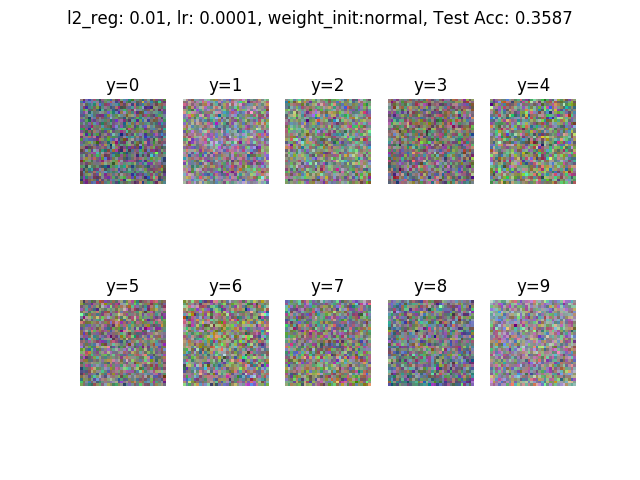 l2_reg: 0.01, lr: 0.0001, weight_init:normal, Test Acc: 0.3587
y=0 y=1 y=2 y=3 y=4
y=5 y=6 y=7 y=8 y=9